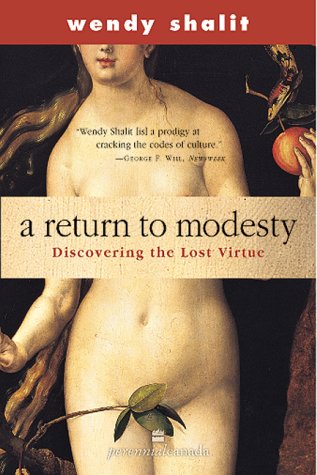 wendy shalit
"Wendy Shalit [is] a prodigy at
cracking the codes of culture."
—George F. Will, Newsweek
a return to modesty
Discovering the Lost Virtue
perennialcanada